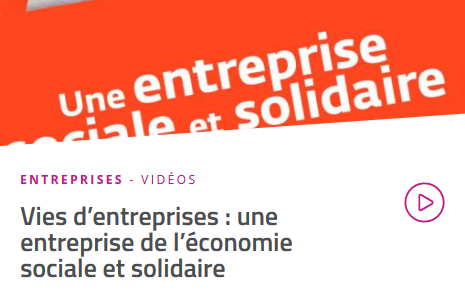 Une entreprise
sociale et solidaire
ENTREPRISES - VIDÉOS
Vies d’entreprises : une
entreprise de l’économie
sociale et solidaire